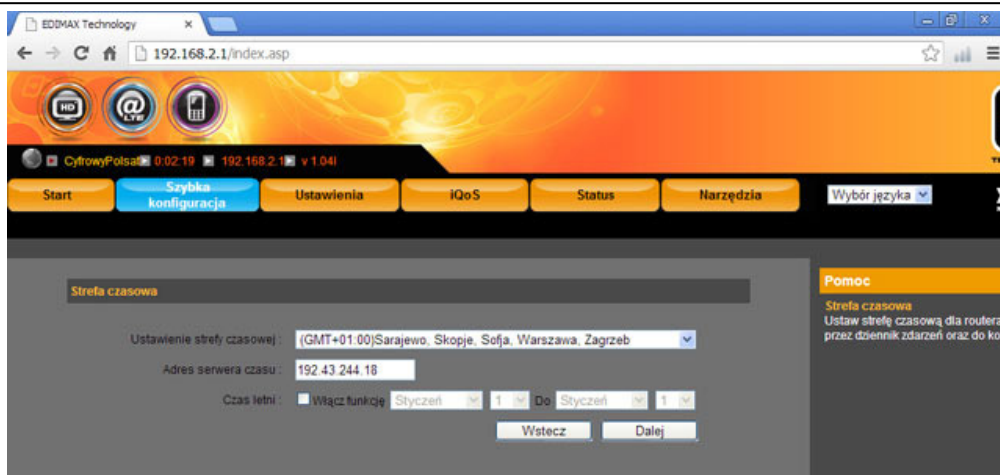 EDIMAX Technology
192.168.2.1/index.asp
HD @ LTE
CyfrowyPolsat 0:02:19 192.168.2.1 v 1.04l
Start Szybka konfiguracja Ustawienia iQoS Status Narzędzia Wybór języka
Strefa czasowa
Ustawienie strefy czasowej : (GMT+01:00)Sarajewo, Skopje, Sofja, Warszawa, Zagrzeb
Adres serwera czasu : 192.43.244.18
Czas letni : Włącz funkcję Styczeń 1 Do Styczeń 1
Wstecz Dalej
Pomoc
Strefa czasowa
Ustaw strefę czasową dla routera
przez dziennik zdarzeń oraz do ko